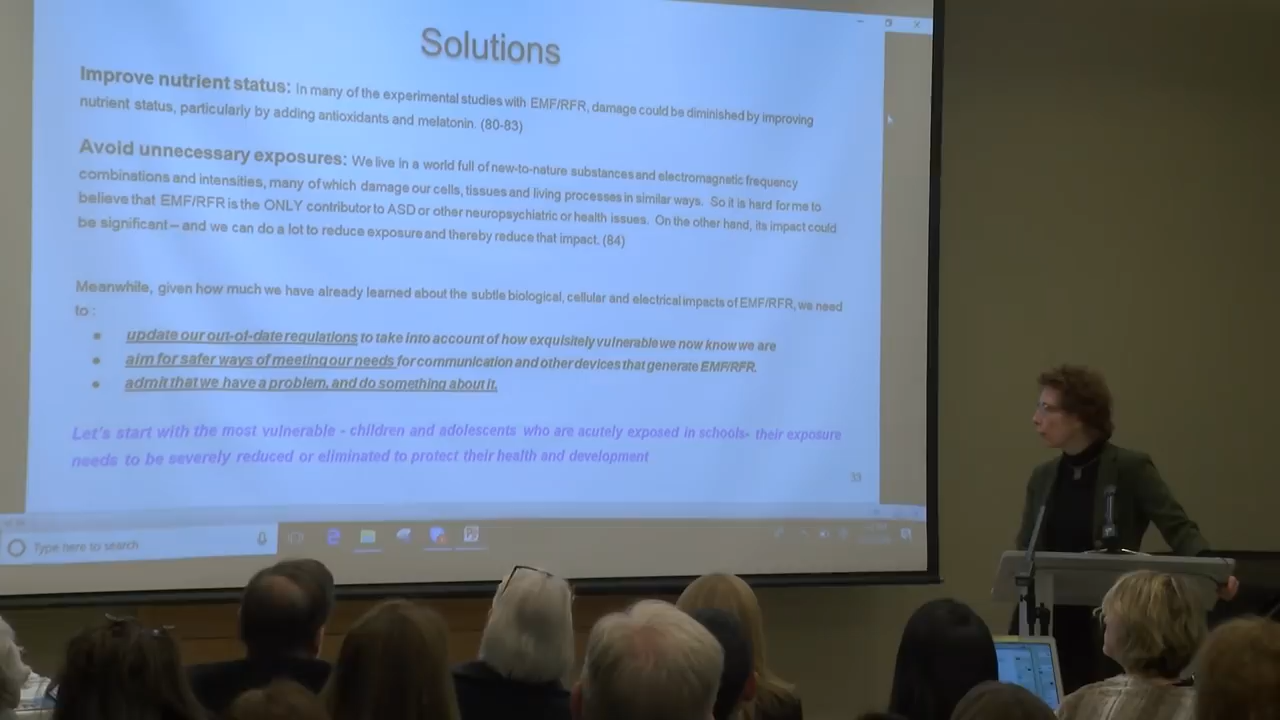 Solutions
Improve nutrient status: In many of the experimental studies with EMF/RFR, damage could be diminished by improving
nutrient status, particularly by adding antioxidants and melatonin. (80-83)
Avoid unnecessary exposures: We live in a world full of new-to-nature substances and electromagnetic frequency
combinations and intensities, many of which damage our cells, tissues and living processes in similar ways. So it is hard for me to
believe that EMF/RFR is the ONLY contributor to ASD or other neuropsychiatric or health issues. On the other hand, its impact could
be significant – and we can do a lot to reduce exposure and thereby reduce that impact. (84)
Meanwhile, given how much we have already learned about the subtle biological, cellular and electrical impacts of EMF/RFR, we need
to :
• update our out-of-date regulations to take into account of how exquisitely vulnerable we now know we are
• aim for safer ways of meeting our needs for communication and other devices that generate EMF/RFR.
• admit that we have a problem, and do something about it.
Let's start with the most vulnerable - children and adolescents who are acutely exposed in schools- their exposure
needs to be severely reduced or eliminated to protect their health and development
33
Type here to search